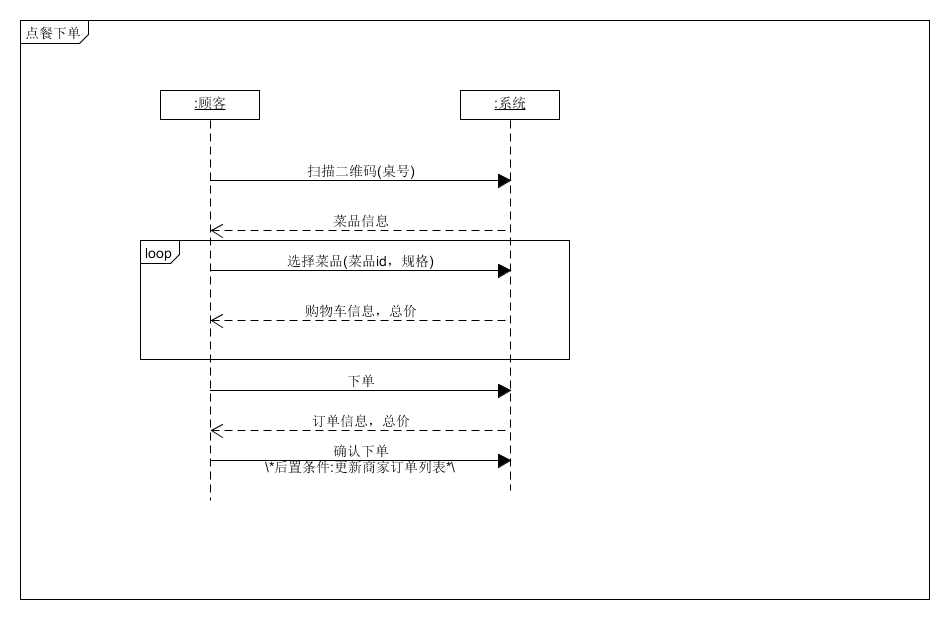 点餐下单
:顾客
:系统
扫描二维码(桌号)
菜品信息
loop
选择菜品(菜品id，规格)
购物车信息，总价
下单
订单信息，总价
确认下单
\*后置条件:更新商家订单列表*\